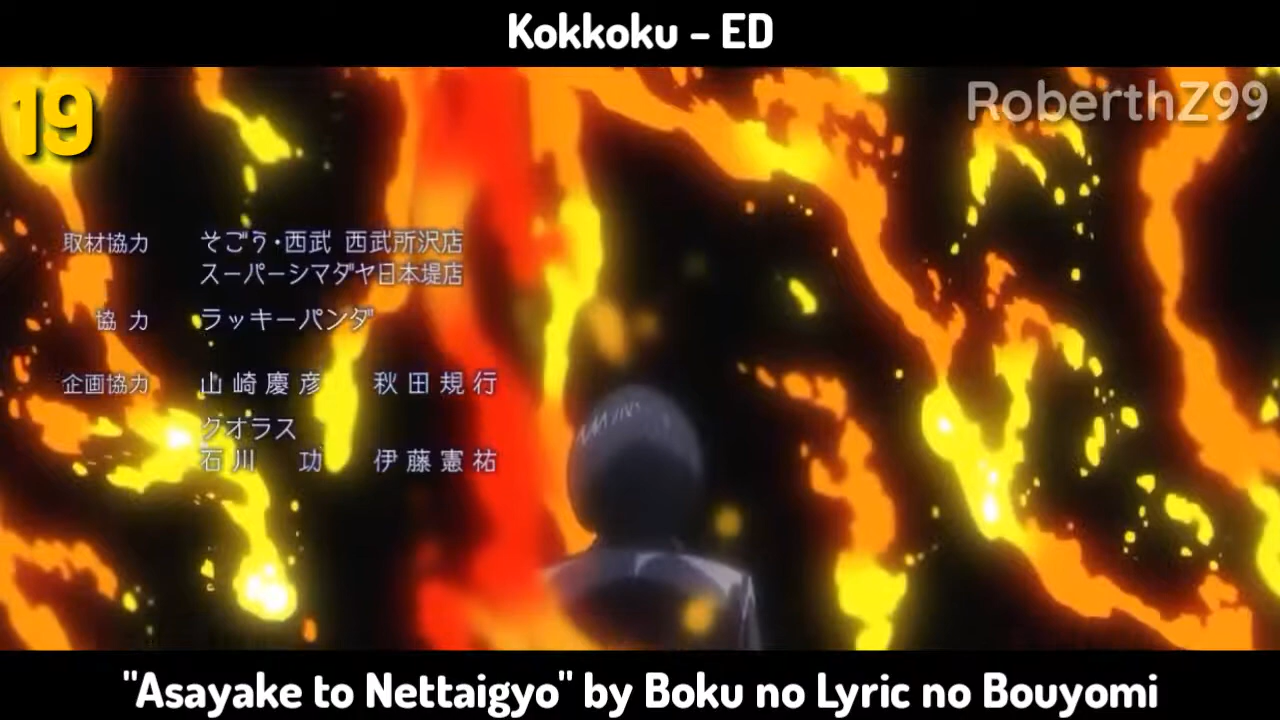 Kokkoku - ED
19
RoberthZ99
取材協力 そごう・西武 西武所沢店
スーパーシマダヤ日本堤店
協 力 ラッキーパンダ
企画協力 山崎慶彦 秋田規行
クオラス
石川 功 伊藤憲祐
"Asayake to Nettaigyo" by Boku no Lyric no Bouyomi